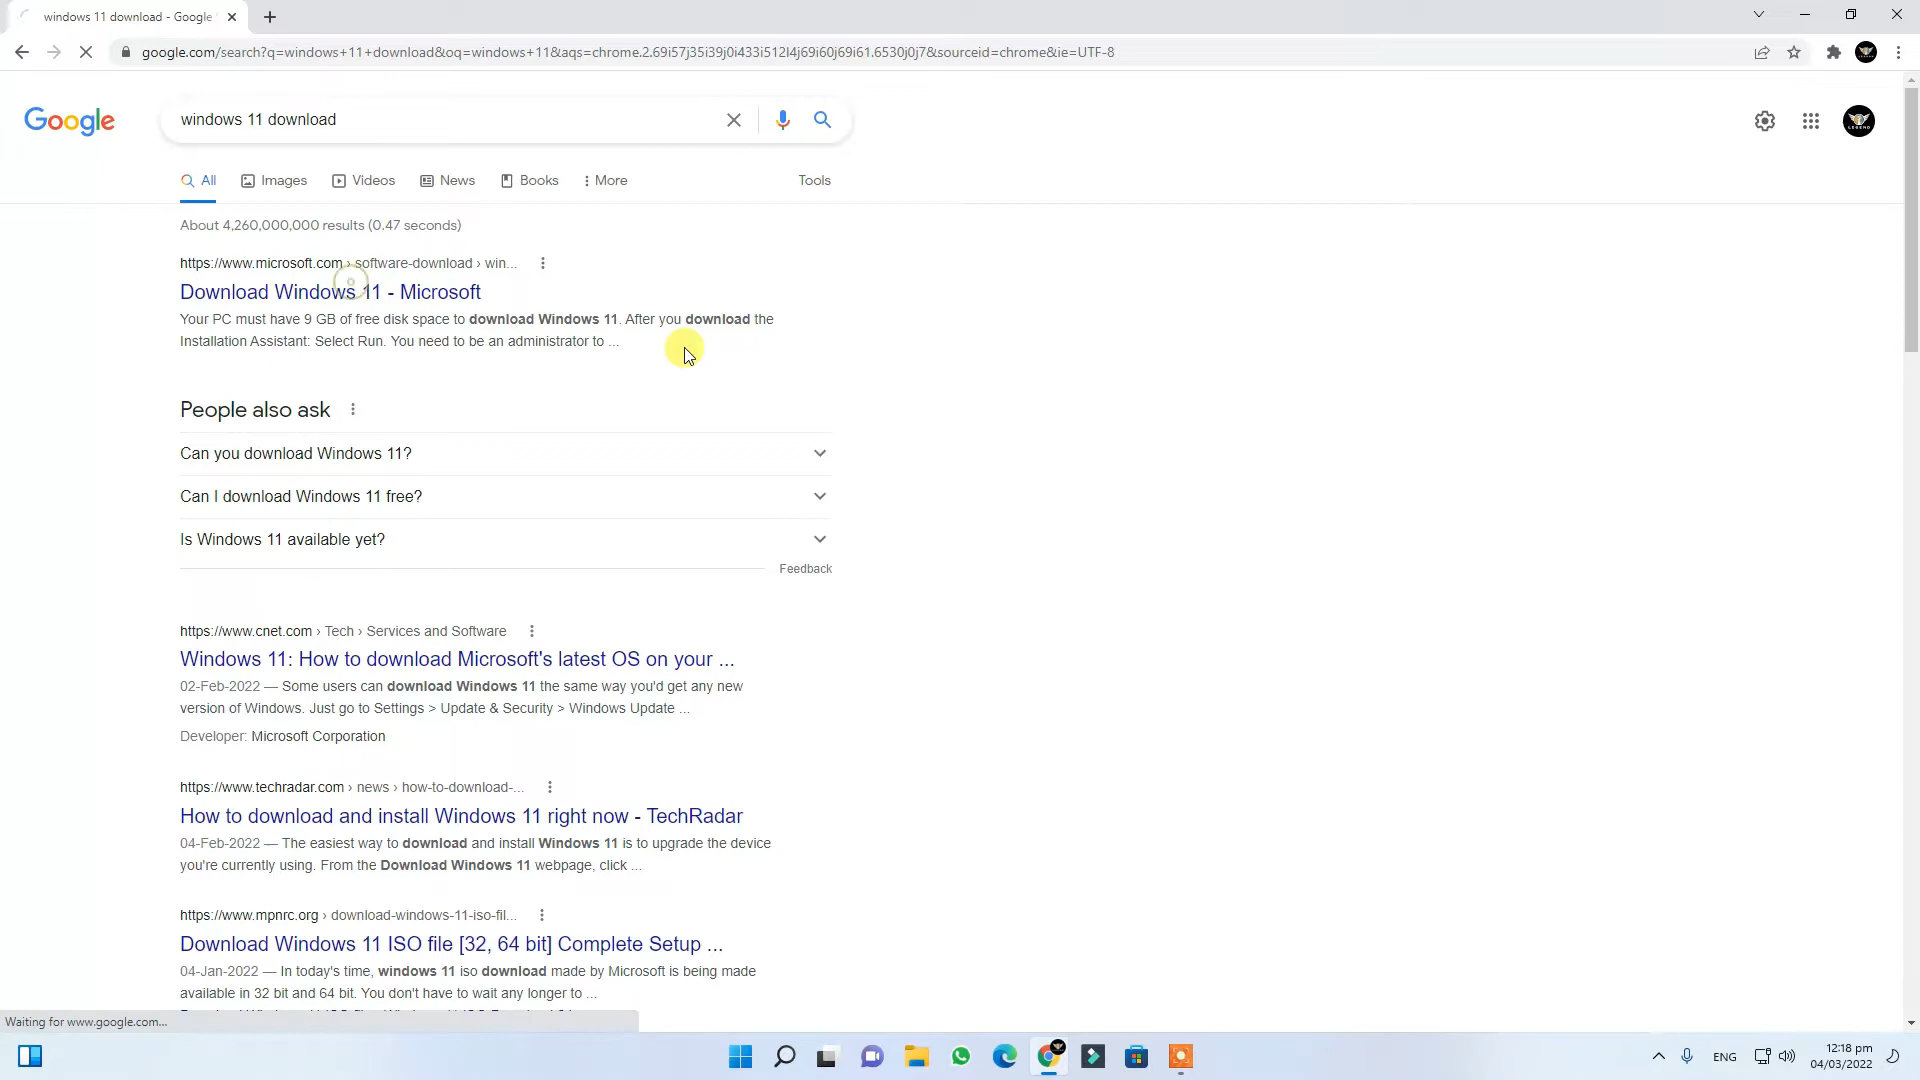 windows 11 download - Google
google.com/search?q=windows+11+download&oq=windows+11&aqs=chrome.2.69i57j35i39j0i433i512l4j69i60j69i61.6530j0j7&sourceid=chrome&ie=UTF-8
Google
windows 11 download
All Images Videos News Books More Tools
About 4,260,000,000 results (0.47 seconds)
https://www.microsoft.com › software-download › win...
Download Windows 11 - Microsoft
Your PC must have 9 GB of free disk space to download Windows 11. After you download the
Installation Assistant: Select Run. You need to be an administrator to ...
People also ask
Can you download Windows 11?
Can I download Windows 11 free?
Is Windows 11 available yet?
Feedback
https://www.cnet.com › Tech › Services and Software
Windows 11: How to download Microsoft's latest OS on your ...
02-Feb-2022 — Some users can download Windows 11 the same way you'd get any new
version of Windows. Just go to Settings > Update & Security > Windows Update ...
Developer: Microsoft Corporation
https://www.techradar.com › news › how-to-download-...
How to download and install Windows 11 right now - TechRadar
04-Feb-2022 — The easiest way to download and install Windows 11 is to upgrade the device
you're currently using. From the Download Windows 11 webpage, click ...
https://www.mpnrc.org › download-windows-11-iso-fil...
Download Windows 11 ISO file [32, 64 bit] Complete Setup ...
04-Jan-2022 — In today's time, windows 11 iso download made by Microsoft is being made
available in 32 bit and 64 bit. You don't have to wait any longer to ...
Waiting for www.google.com...
ENG
12:18 pm
04/03/2022